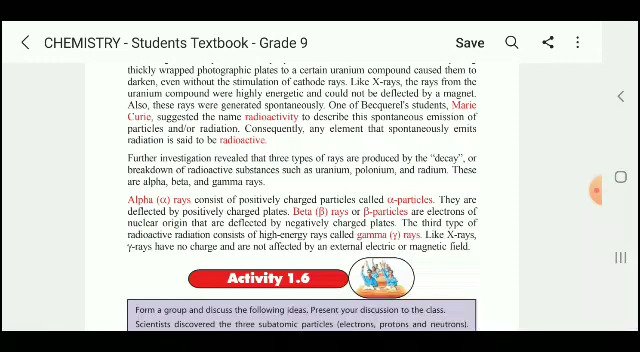 CHEMISTRY - Students Textbook - Grade 9
Save
thickly wrapped photographic plates to a certain uranium compound caused them to
darken, even without the stimulation of cathode rays. Like X-rays, the rays from the
uranium compound were highly energetic and could not be deflected by a magnet.
Also, these rays were generated spontaneously. One of Becquerel's students, Marie
Curie, suggested the name radioactivity to describe this spontaneous emission of
particles and/or radiation. Consequently, any element that spontaneously emits
radiation is said to be radioactive.
Further investigation revealed that three types of rays are produced by the “decay”, or
breakdown of radioactive substances such as uranium, polonium, and radium. These
are alpha, beta, and gamma rays.
Alpha (α) rays consist of positively charged particles called α-particles. They are
deflected by positively charged plates. Beta (β) rays or β-particles are electrons of
nuclear origin that are deflected by negatively charged plates. The third type of
radioactive radiation consists of high-energy rays called gamma (γ) rays. Like X-rays,
γ-rays have no charge and are not affected by an external electric or magnetic field.
Activity 1.6
Form a group and discuss the following ideas. Present your discussion to the class.
Scientists discovered the three subatomic particles (electrons, protons and neutrons).